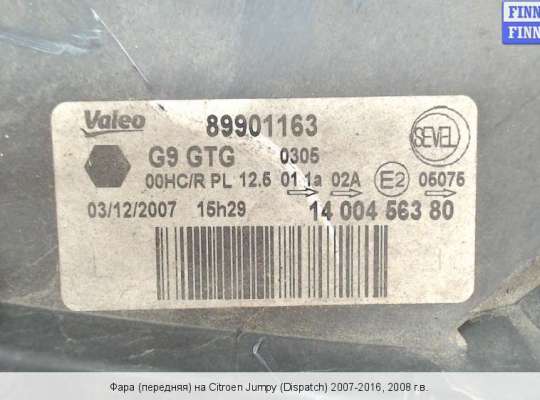 FINN
FINN
Valeo 89901163 SEVEL
G9 GTG 0305
00HC/R PL 12.5 01 1a 02A E2 05075
03/12/2007 15h29 14 004 563 80
Фара (передняя) на Citroen Jumpy (Dispatch) 2007-2016, 2008 г.в.